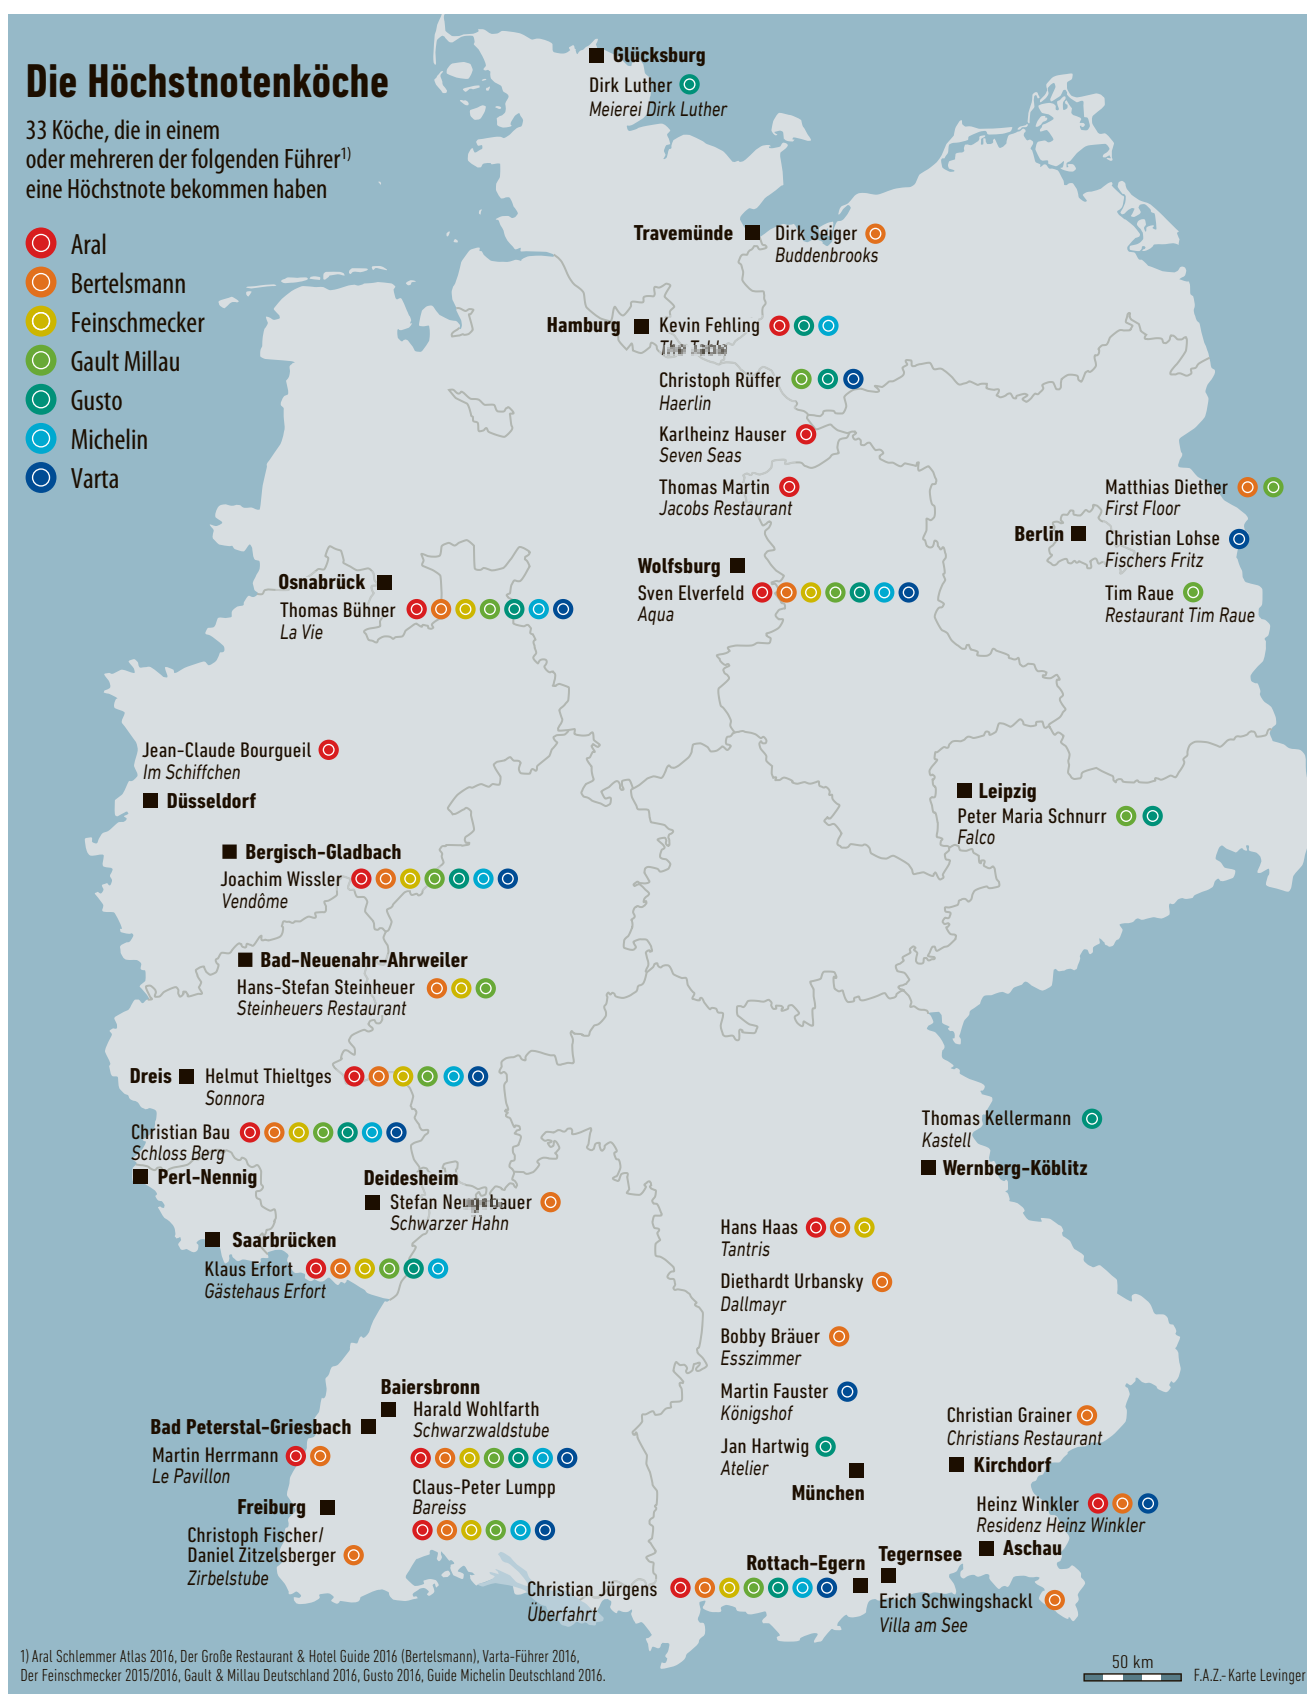 Die Höchstnotenköche
33 Köche, die in einem
oder mehreren der folgenden Führer1)
eine Höchstnote bekommen haben
Aral
Bertelsmann
Feinschmecker
Gault Millau
Gusto
Michelin
Varta
Glücksburg
Dirk Luther
Meierei Dirk Luther
Travemünde
Dirk Seiger
Buddenbrooks
Hamburg
Kevin Fehling
The Table
Christoph Rüffer
Haerlin
Karlheinz Hauser
Seven Seas
Thomas Martin
Jacobs Restaurant
Matthias Diether
First Floor
Berlin
Christian Lohse
Fischers Fritz
Tim Raue
Restaurant Tim Raue
Wolfsburg
Sven Elverfeld
Aqua
Osnabrück
Thomas Bühner
La Vie
Jean-Claude Bourgueil
Im Schiffchen
Düsseldorf
Leipzig
Peter Maria Schnurr
Falco
Bergisch-Gladbach
Joachim Wissler
Vendôme
Bad-Neuenahr-Ahrweiler
Hans-Stefan Steinheuer
Steinheuers Restaurant
Dreis
Helmut Thieltges
Sonnora
Christian Bau
Schloss Berg
Perl-Nennig
Deidesheim
Stefan Neugebauer
Schwarzer Hahn
Saarbrücken
Klaus Erfort
Gästehaus Erfort
Thomas Kellermann
Kastell
Wernberg-Köblitz
Hans Haas
Tantris
Diethardt Urbansky
Dallmayr
Bobby Bräuer
Esszimmer
Martin Fauster
Königshof
Jan Hartwig
Atelier
München
Baiersbronn
Harald Wohlfarth
Schwarzwaldstube
Claus-Peter Lumpp
Bareiss
Bad Peterstal-Griesbach
Martin Herrmann
Le Pavillon
Freiburg
Christoph Fischer/
Daniel Zitzelsberger
Zirbelstube
Christian Grainer
Christians Restaurant
Kirchdorf
Heinz Winkler
Residenz Heinz Winkler
Aschau
Rottach-Egern
Christian Jürgens
Überfahrt
Tegernsee
Erich Schwingshackl
Villa am See
1) Aral Schlemmer Atlas 2016, Der Große Restaurant & Hotel Guide 2016 (Bertelsmann), Varta-Führer 2016,
Der Feinschmecker 2015/2016, Gault & Millau Deutschland 2016, Gusto 2016, Guide Michelin Deutschland 2016.
50 km
F.A.Z.-Karte Levinger